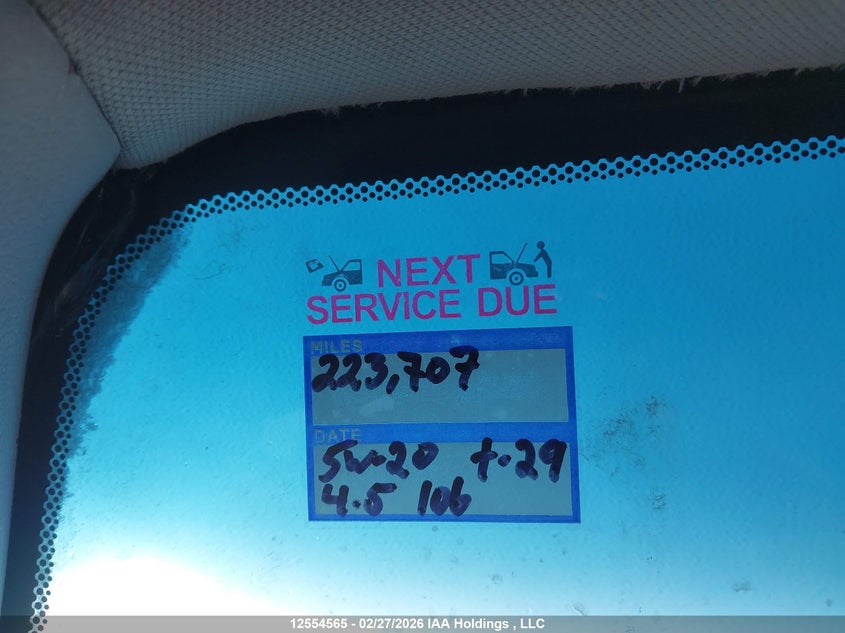 NEXT
SERVICE DUE
MILES
223,707
DATE
5w-20 t-29
4.5 106
12554565 - 02/27/2026 IAA Holdings , LLC